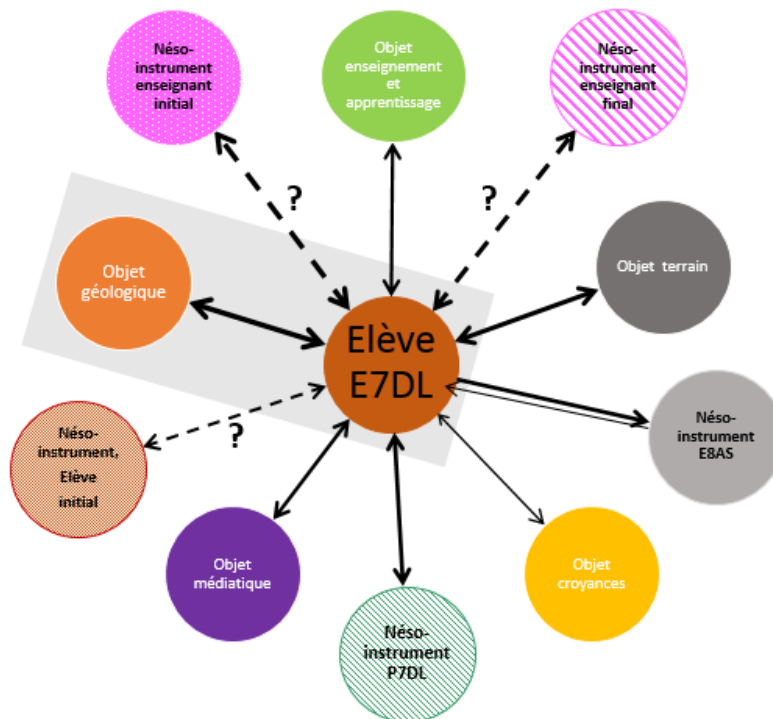 Néso-
instrument
enseignant
initial
Objet
enseignement
et
apprentissage
Néso-
instrument
enseignant
final
?
?
Objet
géologique
Objet terrain
Elève
E7DL
Néso-
instrument
E8AS
?
Néso-
instrument,
Elève
initial
Objet
médiatique
Objet
croyances
Néso-
instrument
P7DL